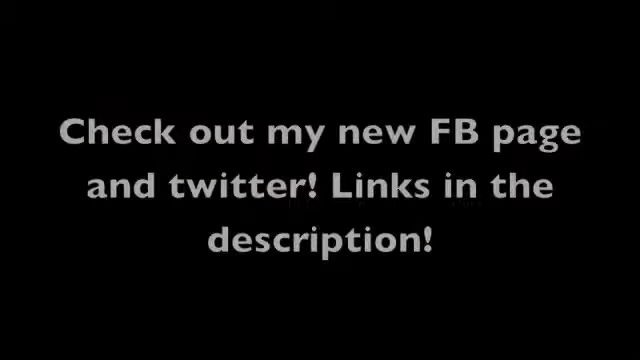 Check out my new FB page
and twitter! Links in the
description!